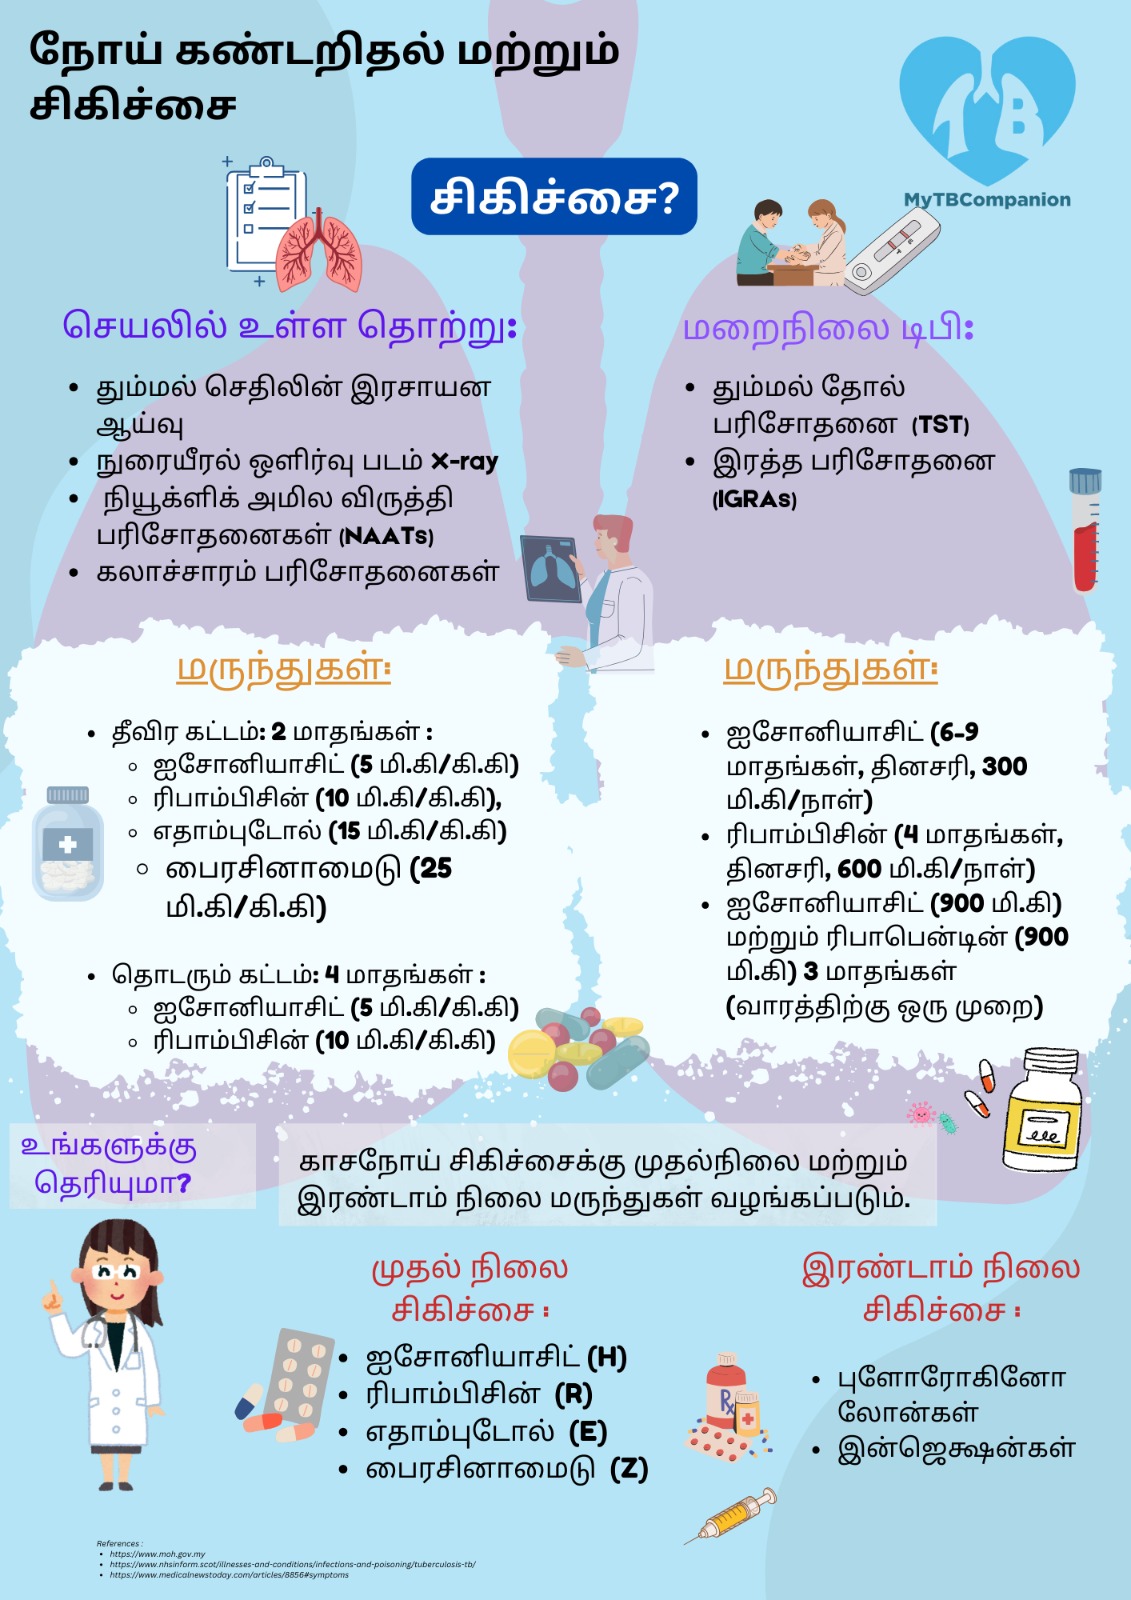 நோய் கண்டறிதல் மற்றும்
சிகிச்சை
TB
MyTBCompanion
சிகிச்சை?
செயலில் உள்ள தொற்று:
தும்மல் செதிலின் இரசாயன
ஆய்வு
நுரையீரல் ஒளிர்வு படம் X-ray
நியூக்ளிக் அமில விருத்தி
பரிசோதனைகள் (NAATs)
கலாச்சாரம் பரிசோதனைகள்
மறைநிலை டிபி:
தும்மல் தோல்
பரிசோதனை (TST)
இரத்த பரிசோதனை
(IGRAs)
மருந்துகள்:
தீவிர கட்டம்: 2 மாதங்கள் :
ஐசோனியாசிட் (5 மி.கி/கி.கி)
ரிபாம்பிசின் (10 மி.கி/கி.கி),
எதாம்புடோல் (15 மி.கி/கி.கி)
பைரசினாமைடு (25
மி.கி/கி.கி)
தொடரும் கட்டம்: 4 மாதங்கள் :
ஐசோனியாசிட் (5 மி.கி/கி.கி)
ரிபாம்பிசின் (10 மி.கி/கி.கி)
மருந்துகள்:
ஐசோனியாசிட் (6-9
மாதங்கள், தினசரி, 300
மி.கி/நாள்)
ரிபாம்பிசின் (4 மாதங்கள்,
தினசரி, 600 மி.கி/நாள்)
ஐசோனியாசிட் (900 மி.கி)
மற்றும் ரிபாபென்டின் (900
மி.கி) 3 மாதங்கள்
(வாரத்திற்கு ஒரு முறை)
உங்களுக்கு
தெரியுமா?
காசநோய் சிகிச்சைக்கு முதல்நிலை மற்றும்
இரண்டாம் நிலை மருந்துகள் வழங்கப்படும்.
முதல் நிலை
சிகிச்சை :
ஐசோனியாசிட் (H)
ரிபாம்பிசின் (R)
எதாம்புடோல் (E)
பைரசினாமைடு (Z)
இரண்டாம் நிலை
சிகிச்சை :
Rx
புளோரோகினோ
லோன்கள்
இன்ஜெக்ஷன்கள்
References :
https://www.moh.gov.my
https://www.nhsinform.scot/illnesses-and-conditions/infections-and-poisoning/tuberculosis-tb/
https://www.medicalnewstoday.com/articles/8856#symptoms